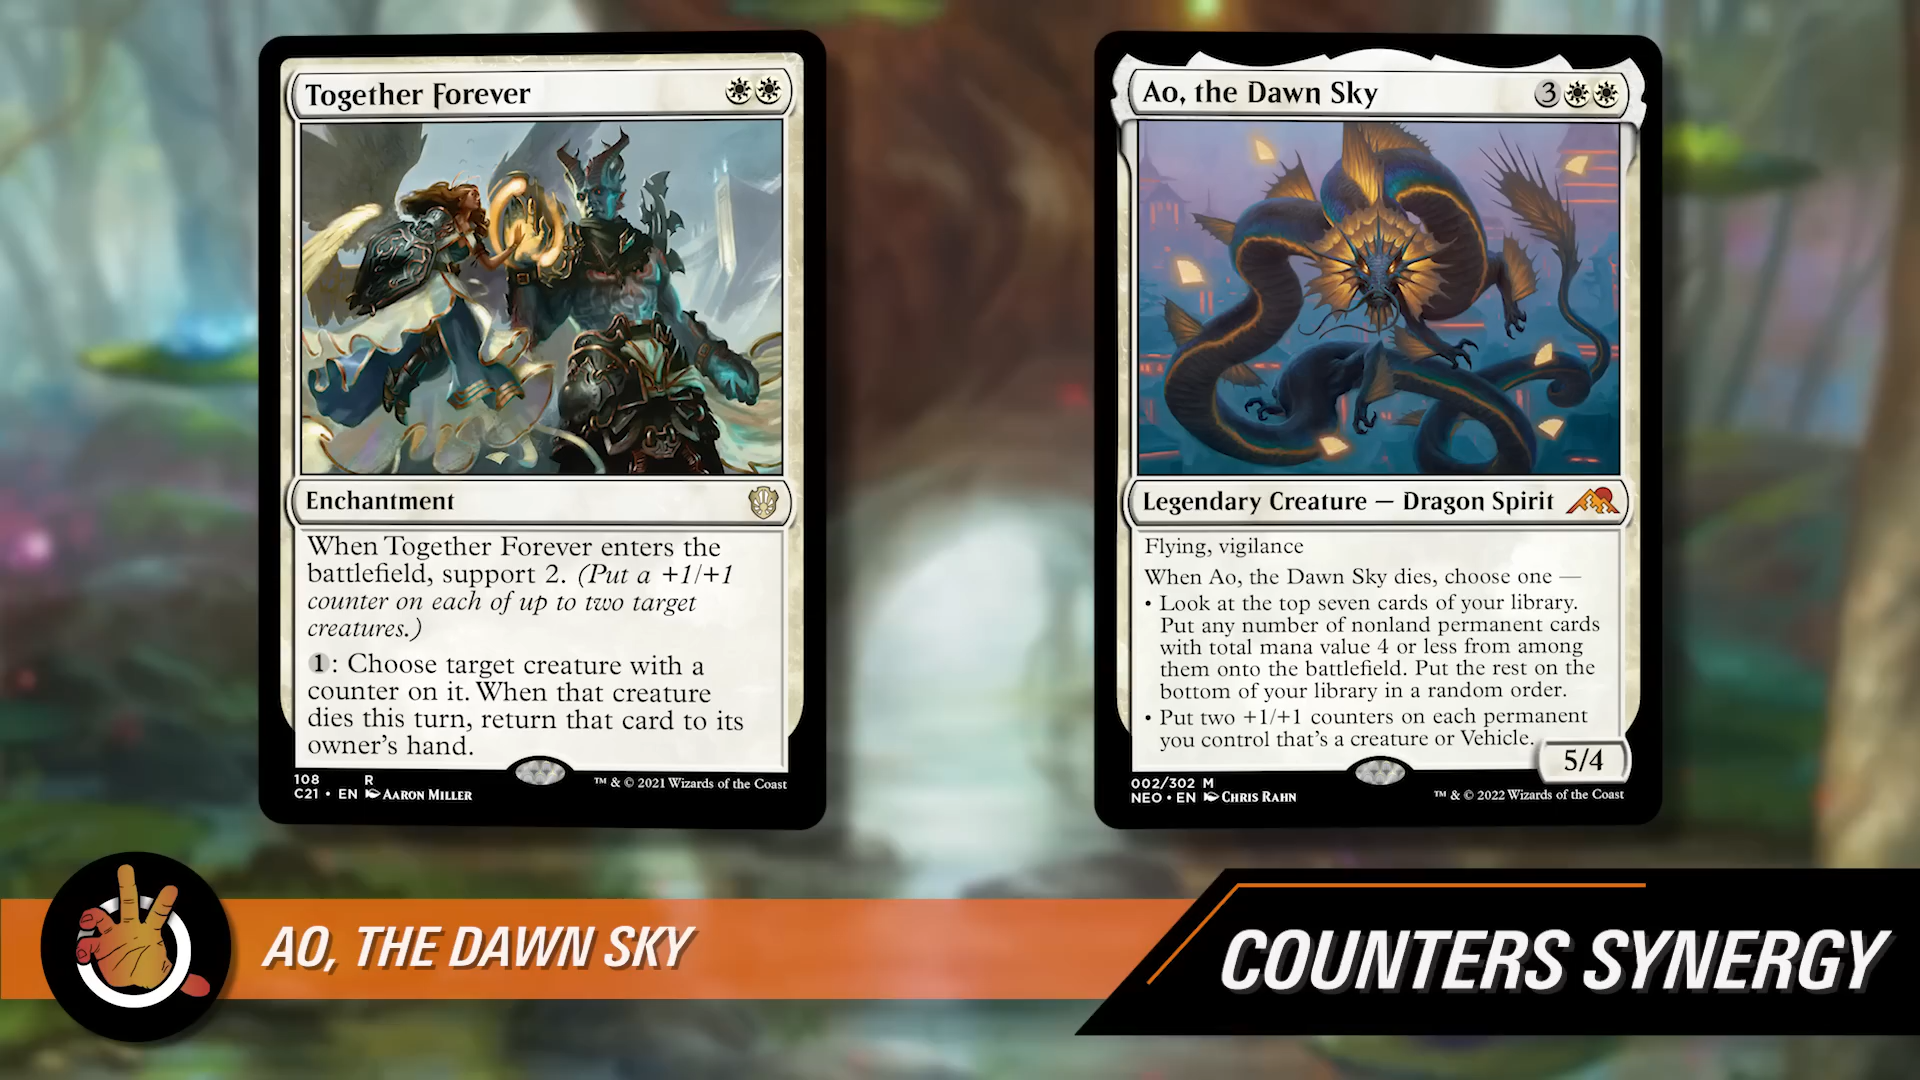 Together Forever
Enchantment
When Together Forever enters the
battlefield, support 2. (Put a +1/+1
counter on each of up to two target
creatures.)
1: Choose target creature with a
counter on it. When that creature
dies this turn, return that card to its
owner's hand.
108 R
C21 • EN AARON MILLER
™ & © 2021 Wizards of the Coast
Ao, the Dawn Sky 3
Legendary Creature — Dragon Spirit
Flying, vigilance
When Ao, the Dawn Sky dies, choose one —
• Look at the top seven cards of your library.
Put any number of nonland permanent cards
with total mana value 4 or less from among
them onto the battlefield. Put the rest on the
bottom of your library in a random order.
• Put two +1/+1 counters on each permanent
you control that's a creature or Vehicle.
5/4
002/302 M
NEO • EN CHRIS RAHN
™ & © 2022 Wizards of the Coast
AO, THE DAWN SKY
COUNTERS SYNERGY